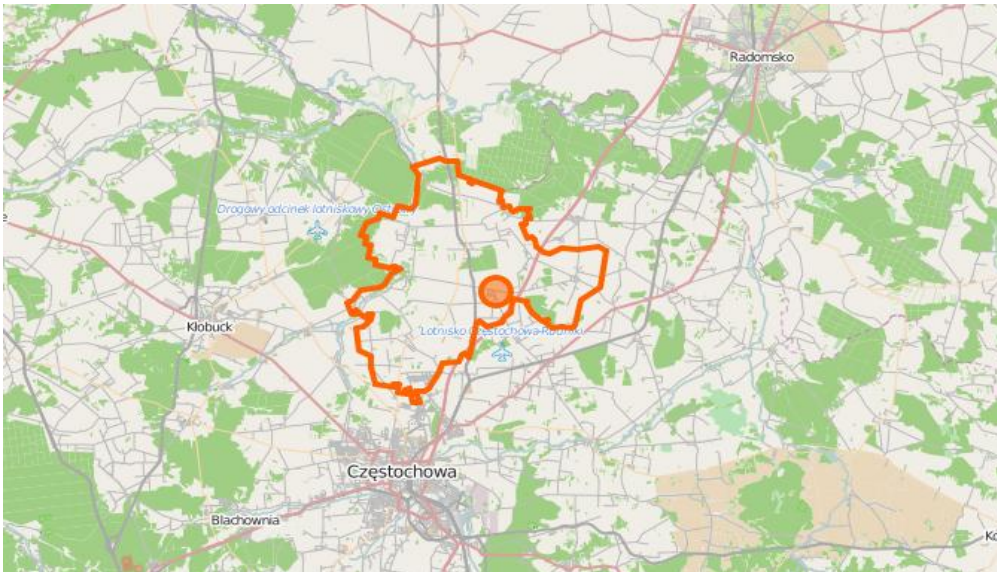 Radomsko
Drogowy odcinek lotniskowy
Kłobuck
Lotnisko Częstochowa-Rudniki
Częstochowa
Blachownia